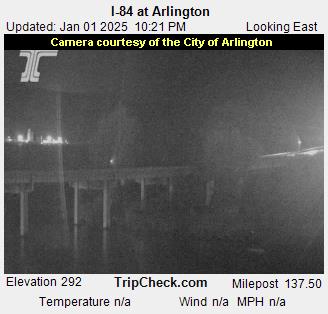 I-84 at Arlington
Updated: Jan 01 2025 10:21 PM Looking East
Camera courtesy of the City of Arlington
Elevation 292 TripCheck.com Milepost 137.50
Temperature n/a Wind n/a MPH n/a